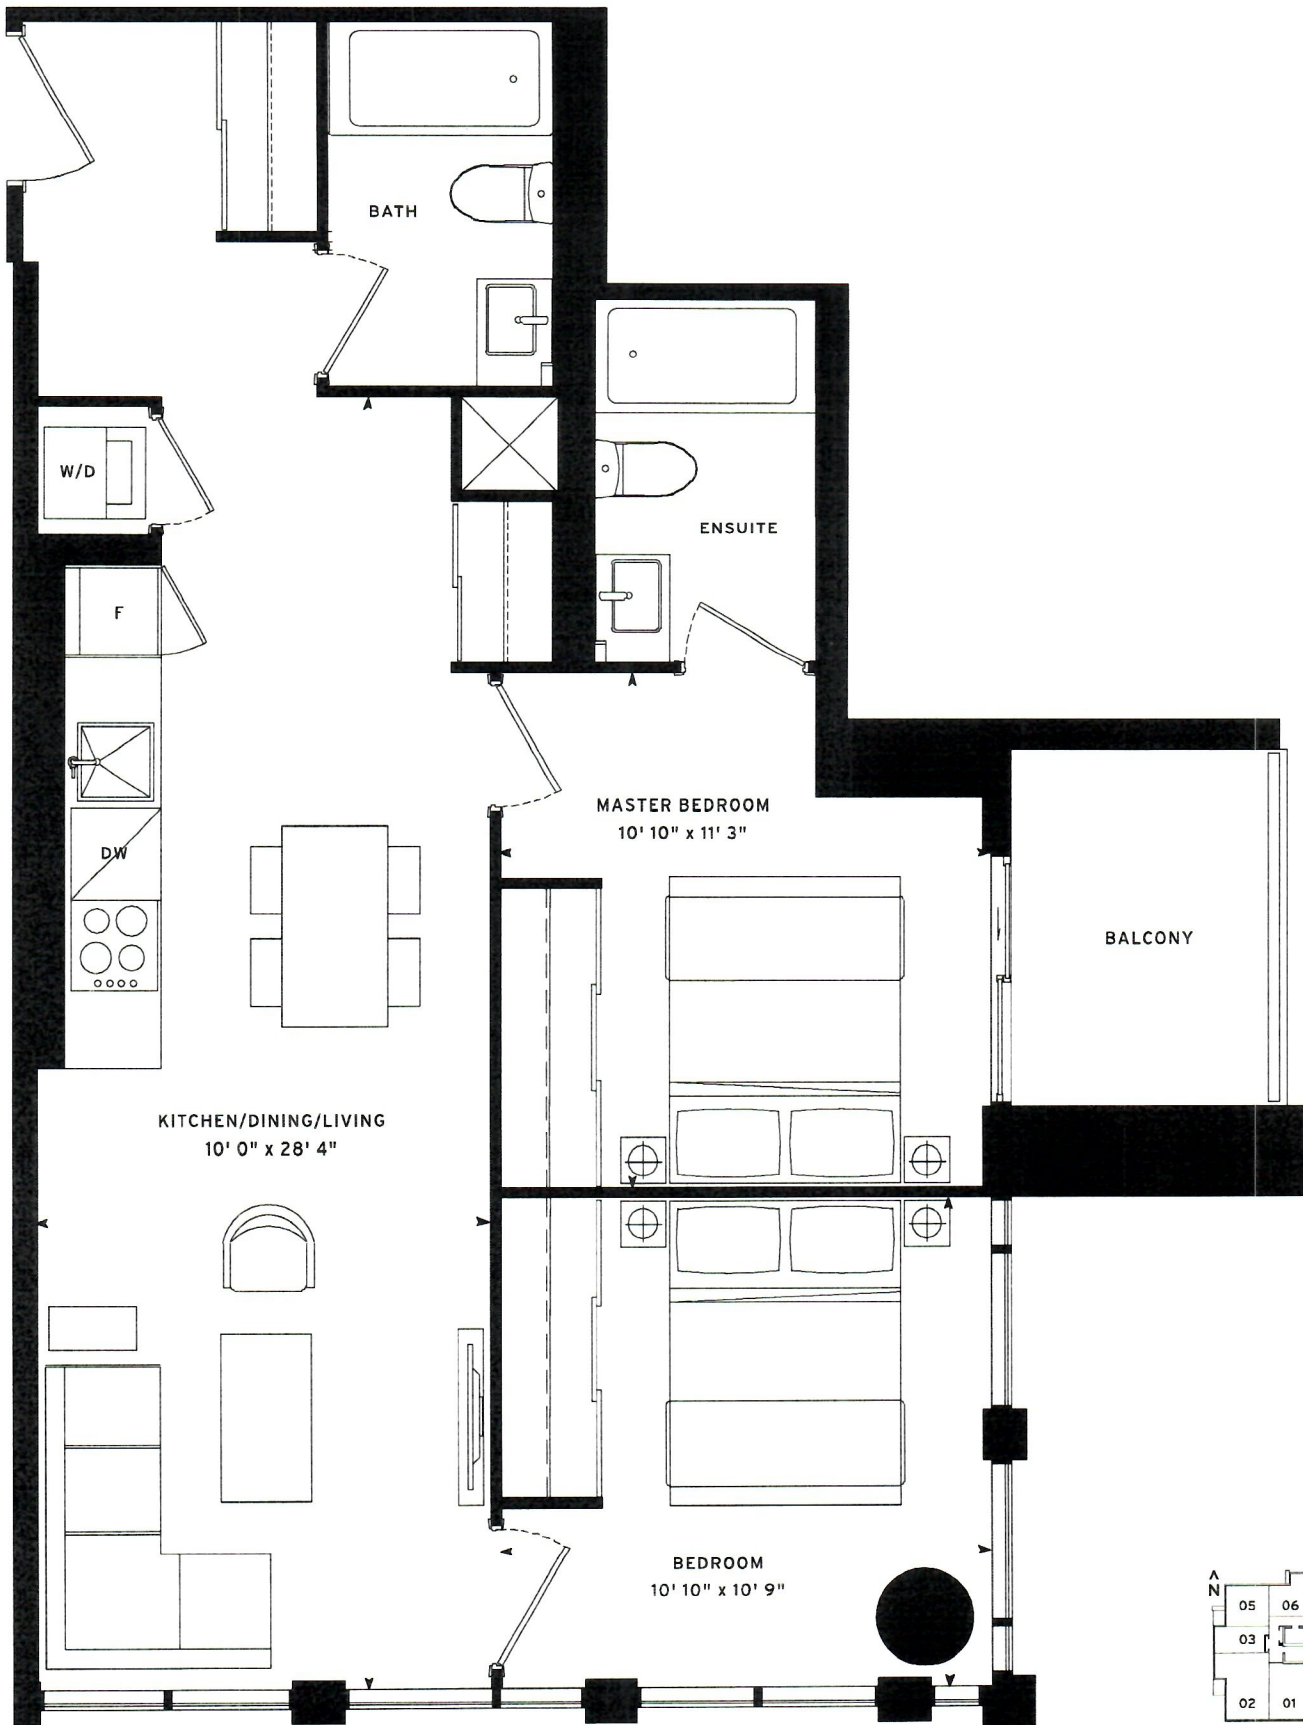 BATH
W/D
ENSUITE
F
MASTER BEDROOM
10' 10" x 11' 3"
DW
BALCONY
KITCHEN/DINING/LIVING
10' 0" x 28' 4"
BEDROOM
10' 10" x 10' 9"
N
05 06
03
02 01